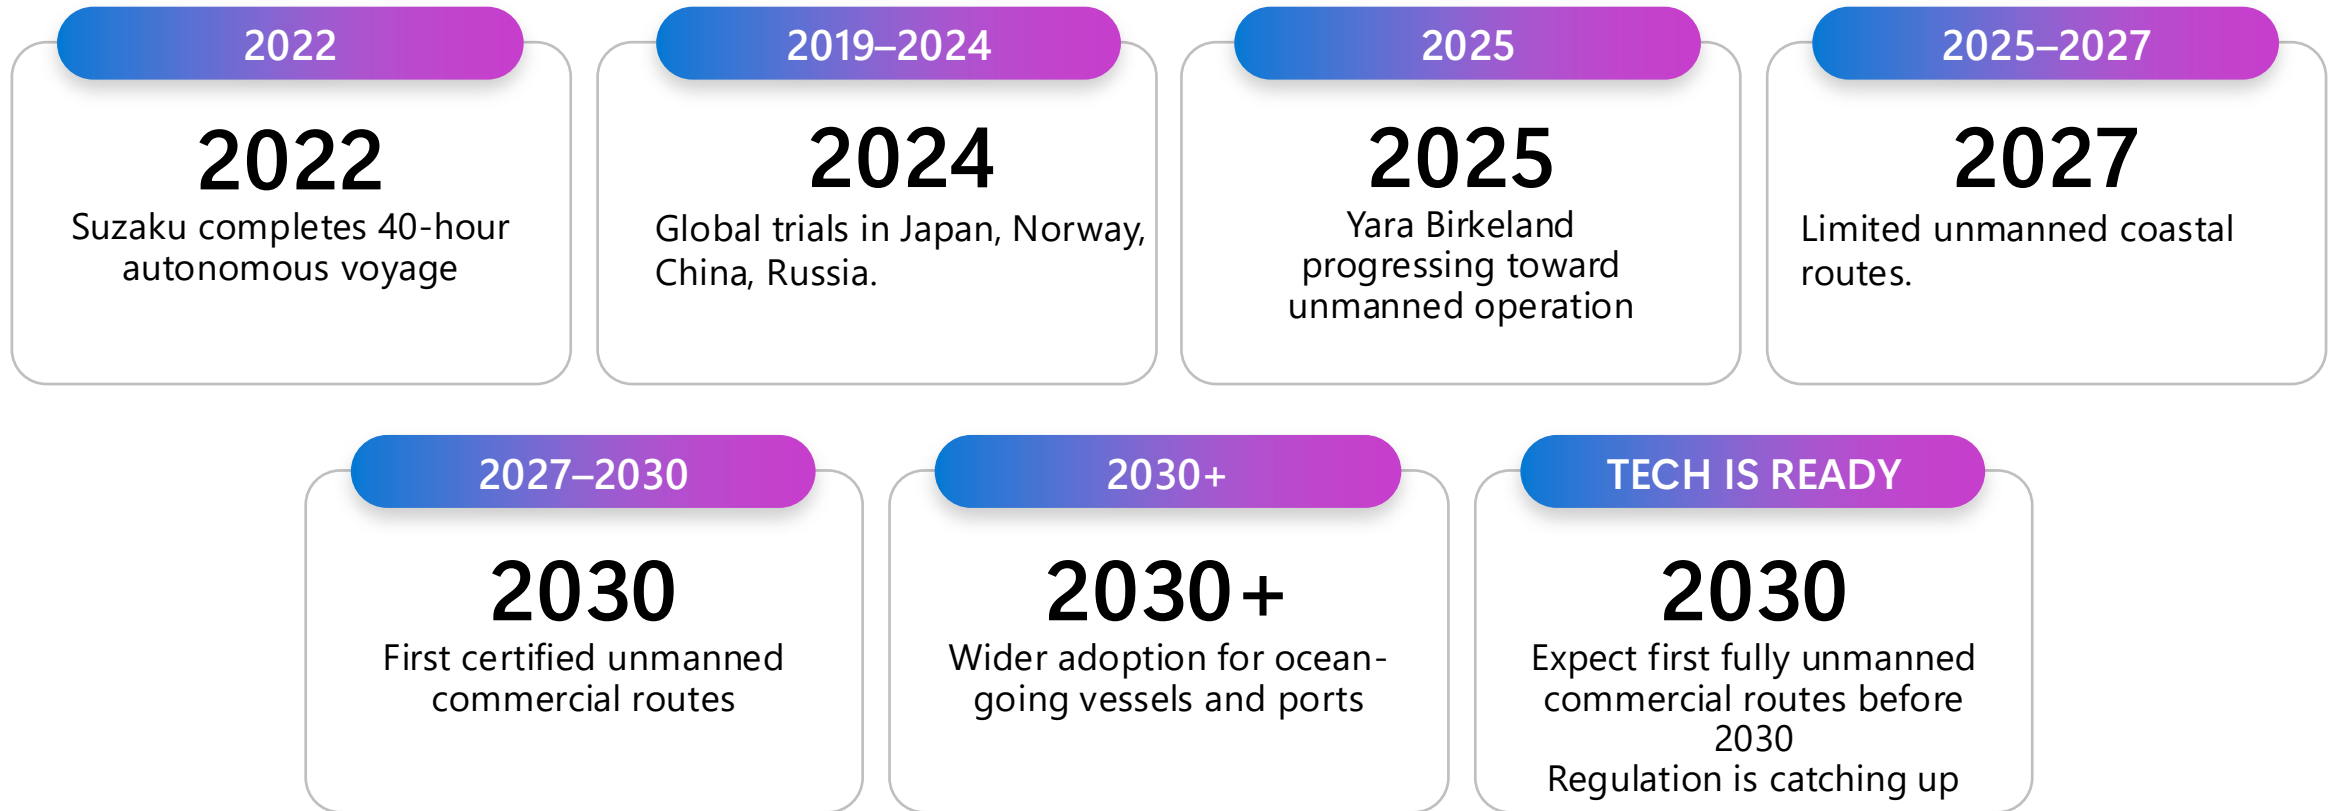 2022
2022
Suzaku completes 40-hour
autonomous voyage
2019–2024
2024
Global trials in Japan, Norway,
China, Russia.
2025
2025
Yara Birkeland
progressing toward
unmanned operation
2025–2027
2027
Limited unmanned coastal
routes.
2027–2030
2030
First certified unmanned
commercial routes
2030+
2030+
Wider adoption for ocean-
going vessels and ports
TECH IS READY
2030
Expect first fully unmanned
commercial routes before
2030
Regulation is catching up